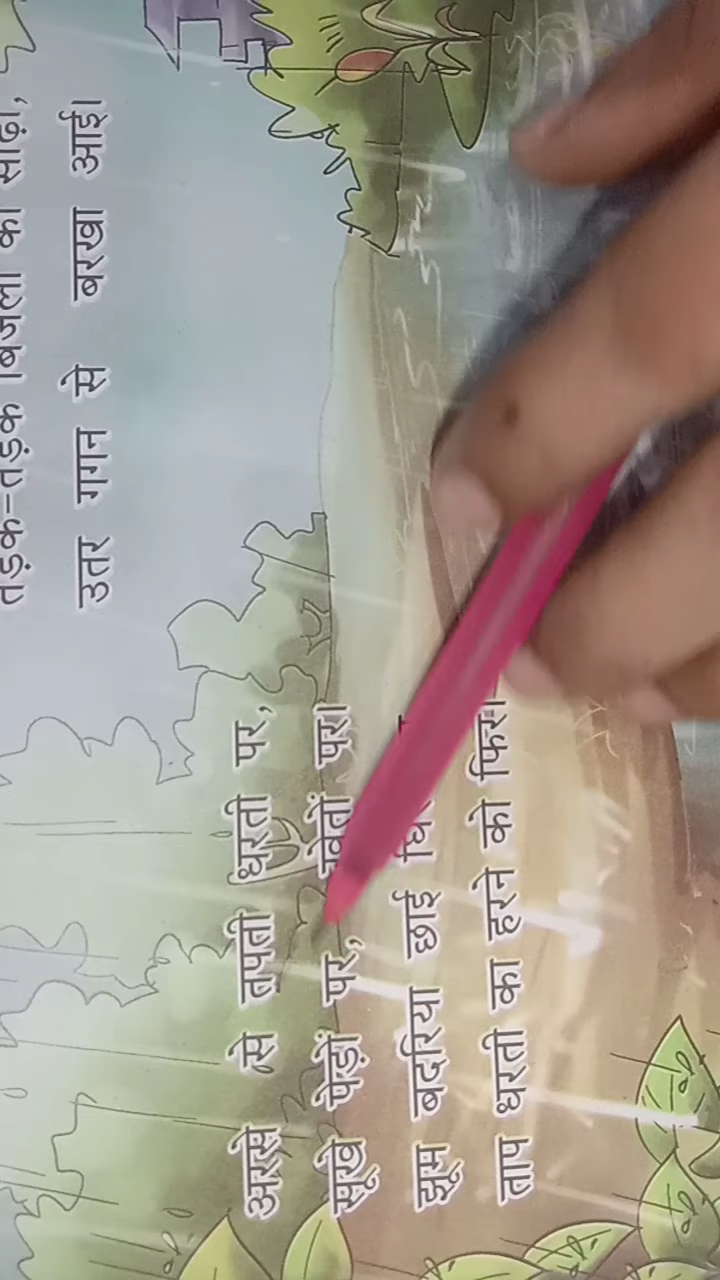 तड़क-तड़क बिजली की सीढ़ी,
उतर गगन से बरखा आई।
अरसे से तपती धरती पर,
सूखे पेड़ों पर, खेतों पर।
झूम बदरिया छाई
ताप धरती का हरने को फिर।